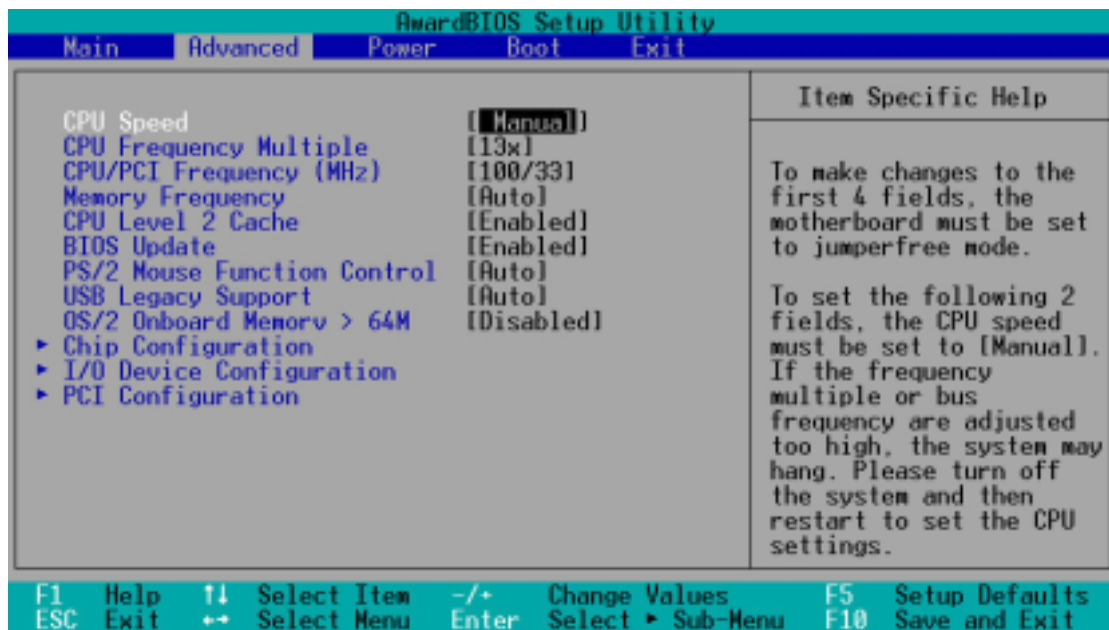 AwardBIOS Setup Utility
Main Advanced Power Boot Exit
CPU Speed [ Manual]
CPU Frequency Multiple [13x]
CPU/PCI Frequency (MHz) [100/33]
Memory Frequency [Auto]
CPU Level 2 Cache [Enabled]
BIOS Update [Enabled]
PS/2 Mouse Function Control [Auto]
USB Legacy Support [Auto]
OS/2 Onboard Memory > 64M [Disabled]
► Chip Configuration
► I/O Device Configuration
► PCI Configuration
Item Specific Help
To make changes to the
first 4 fields, the
motherboard must be set
to jumperfree mode.
To set the following 2
fields, the CPU speed
must be set to [Manual].
If the frequency
multiple or bus
frequency are adjusted
too high, the system may
hang. Please turn off
the system and then
restart to set the CPU
settings.
F1 Help ↑↓ Select Item -/+ Change Values F5 Setup Defaults
ESC Exit ←→ Select Menu Enter Select ► Sub-Menu F10 Save and Exit